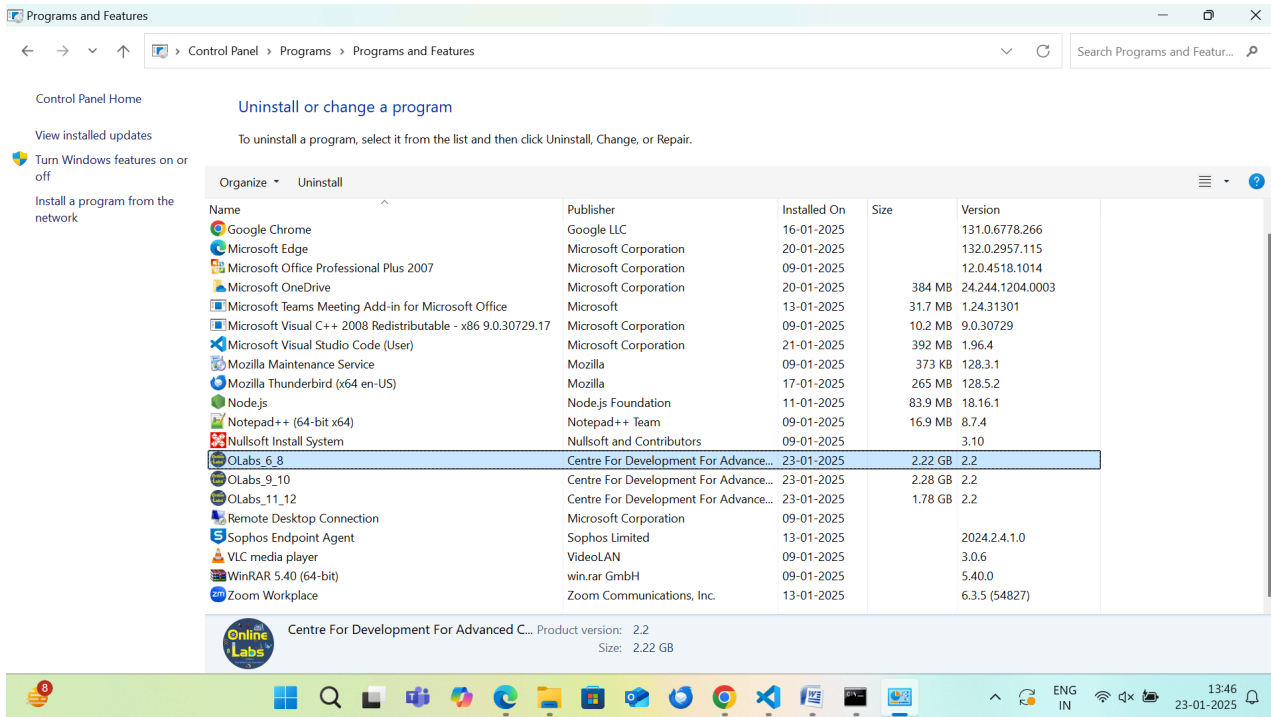 Programs and Features
Control Panel > Programs > Programs and Features
Search Programs and Featur...
Control Panel Home
View installed updates
Turn Windows features on or
off
Install a program from the
network
Uninstall or change a program
To uninstall a program, select it from the list and then click Uninstall, Change, or Repair.
Organize Uninstall
Name Publisher Installed On Size Version
Google Chrome Google LLC 16-01-2025 131.0.6778.266
Microsoft Edge Microsoft Corporation 20-01-2025 132.0.2957.115
Microsoft Office Professional Plus 2007 Microsoft Corporation 09-01-2025 12.0.4518.1014
Microsoft OneDrive Microsoft Corporation 20-01-2025 384 MB 24.244.1204.0003
Microsoft Teams Meeting Add-in for Microsoft Office Microsoft 13-01-2025 31.7 MB 1.24.31301
Microsoft Visual C++ 2008 Redistributable - x86 9.0.30729.17 Microsoft Corporation 09-01-2025 10.2 MB 9.0.30729
Microsoft Visual Studio Code (User) Microsoft Corporation 21-01-2025 392 MB 1.96.4
Mozilla Maintenance Service Mozilla 09-01-2025 373 KB 128.3.1
Mozilla Thunderbird (x64 en-US) Mozilla 17-01-2025 265 MB 128.5.2
Node.js Node.js Foundation 11-01-2025 83.9 MB 18.16.1
Notepad++ (64-bit x64) Notepad++ Team 09-01-2025 16.9 MB 8.7.4
Nullsoft Install System Nullsoft and Contributors 09-01-2025 3.10
OLabs_6_8 Centre For Development For Advance... 23-01-2025 2.22 GB 2.2
OLabs_9_10 Centre For Development For Advance... 23-01-2025 2.28 GB 2.2
OLabs_11_12 Centre For Development For Advance... 23-01-2025 1.78 GB 2.2
Remote Desktop Connection Microsoft Corporation 09-01-2025
Sophos Endpoint Agent Sophos Limited 13-01-2025 2024.2.4.1.0
VLC media player VideoLAN 09-01-2025 3.0.6
WinRAR 5.40 (64-bit) win.rar GmbH 09-01-2025 5.40.0
Zoom Workplace Zoom Communications, Inc. 13-01-2025 6.3.5 (54827)
Online
Labs
Centre For Development For Advanced C... Product version: 2.2
Size: 2.22 GB
8
ENG
IN
13:46
23-01-2025